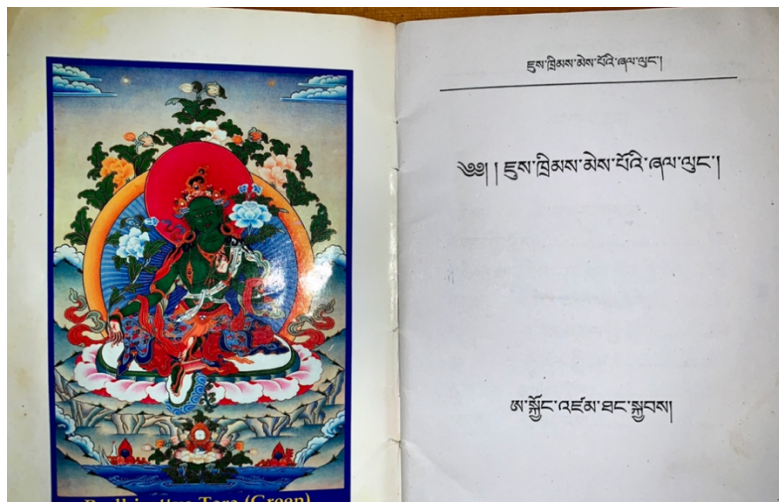 Bodhisattva Tara (Green)
ཇུས་ཁྲིམས་མེས་པོའི་ཞལ་ལུང་།
༄༅། །ཇུས་ཁྲིམས་མེས་པོའི་ཞལ་ལུང་།
ཨ་སྐྱོང་འཛམ་ཐང་སྐྱབས།